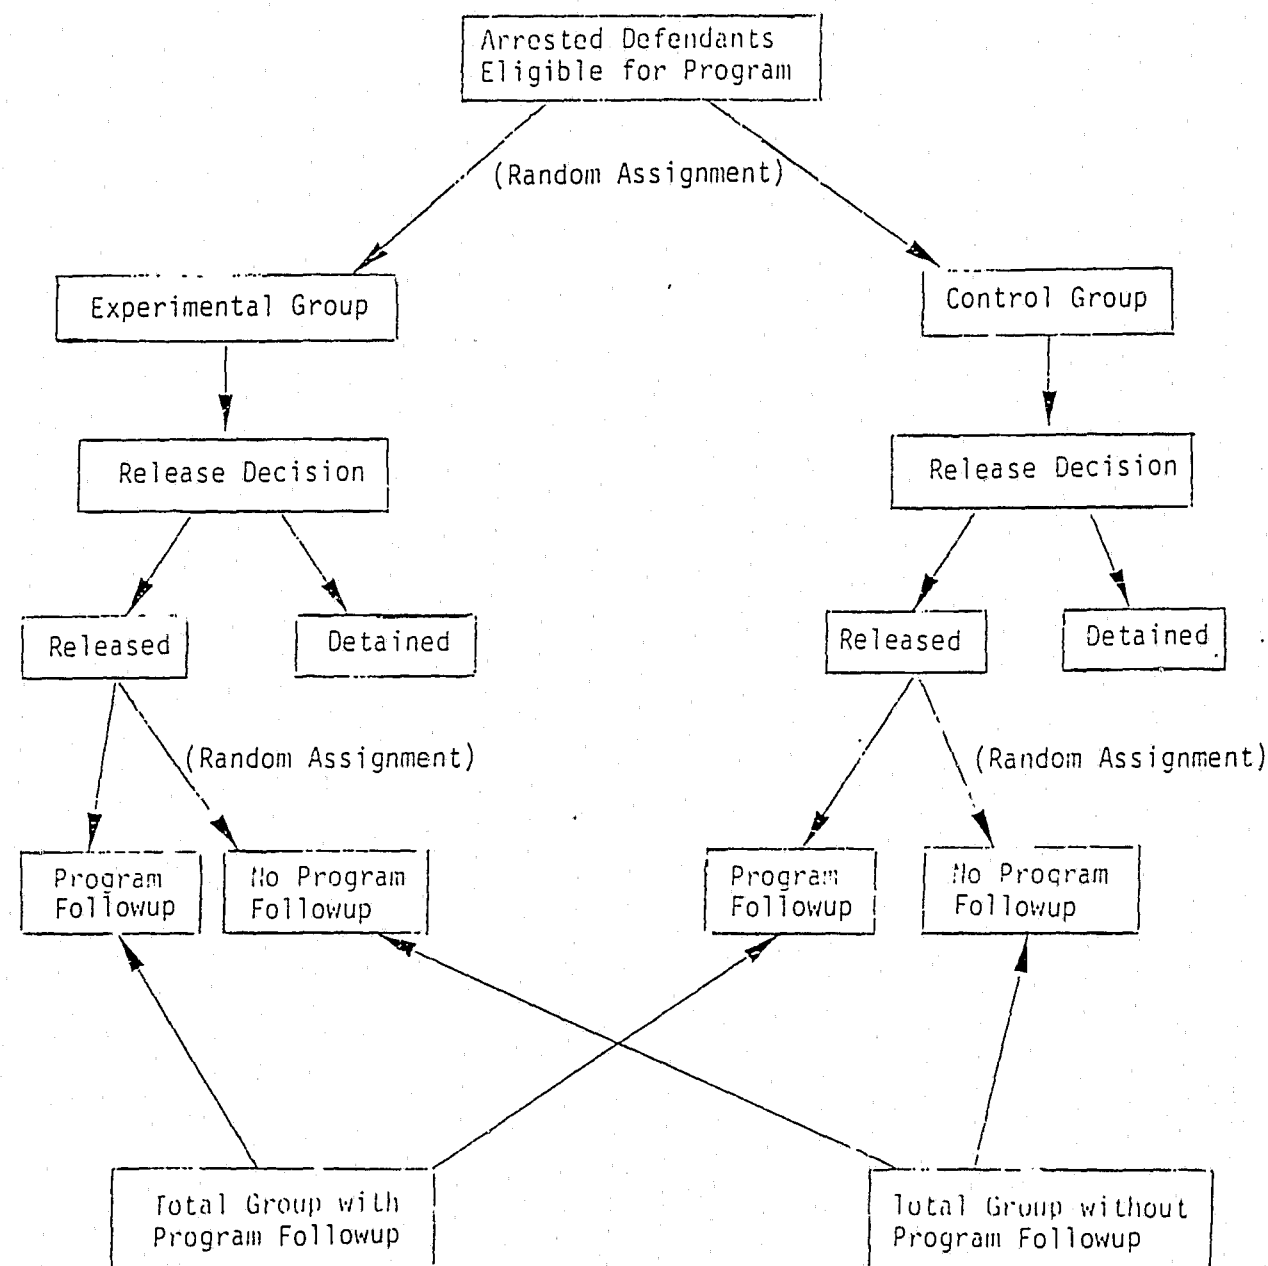 Arrested Defendants
Eligible for Program
(Random Assignment)
Experimental Group
Control Group
Release Decision
Release Decision
Released
Detained
Released
Detained
(Random Assignment)
(Random Assignment)
Program
Followup
No Program
Followup
Program
Followup
No Program
Followup
Total Group with
Program Followup
Total Group without
Program Followup